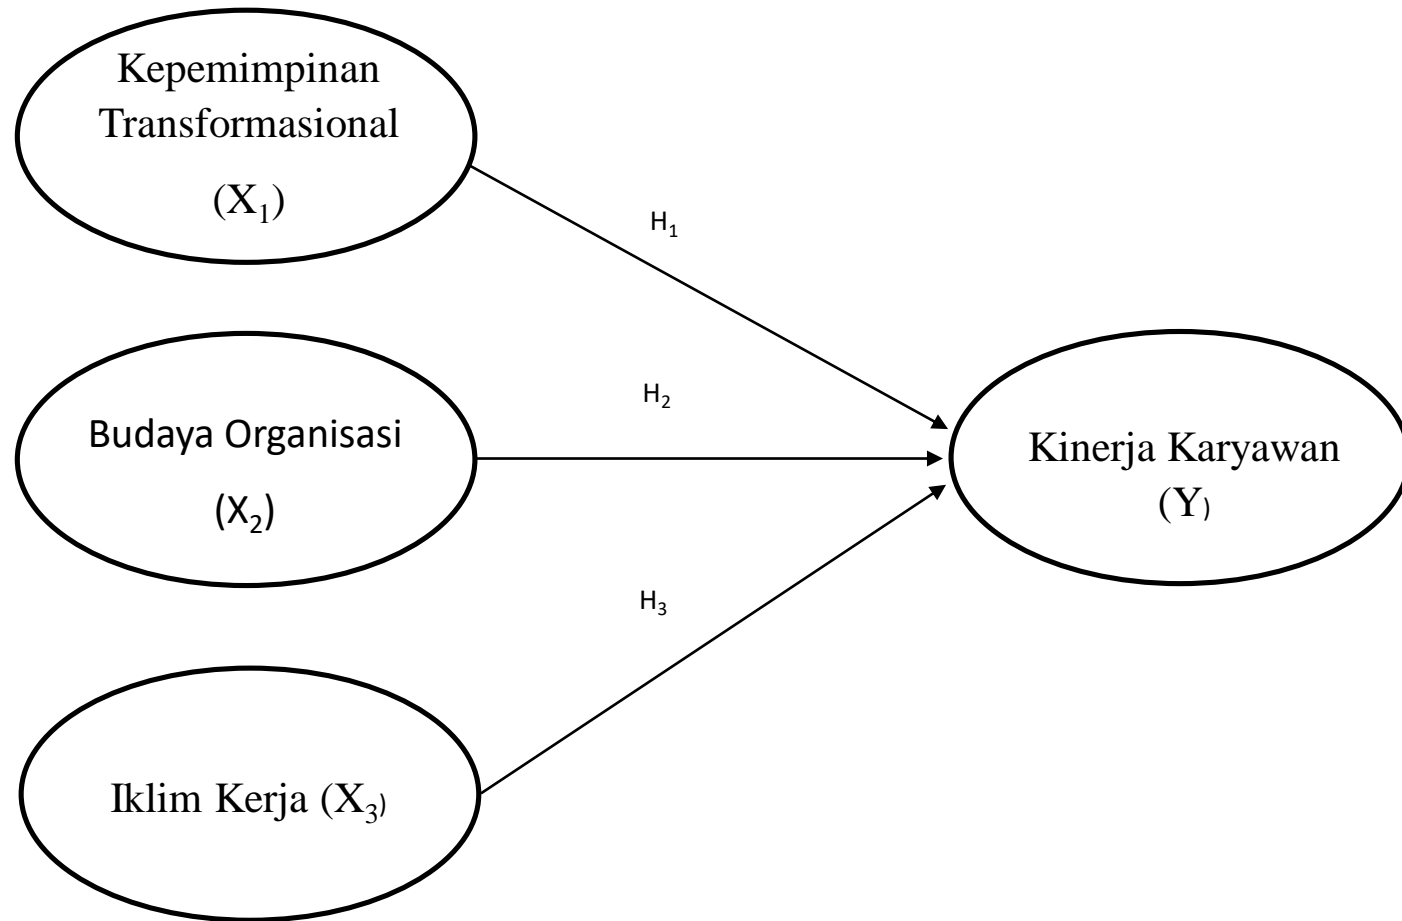 Kepemimpinan
Transformasional
(X₁)
H₁
Budaya Organisasi
(X₂)
H₂
Kinerja Karyawan
(Y)
H₃
Iklim Kerja (X₃)